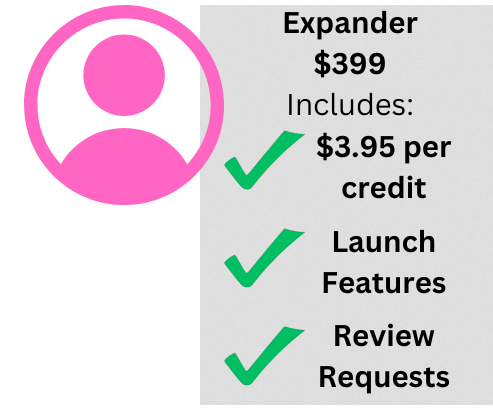 Expander
$399
Includes:
$3.95 per
credit
Launch
Features
Review
Requests